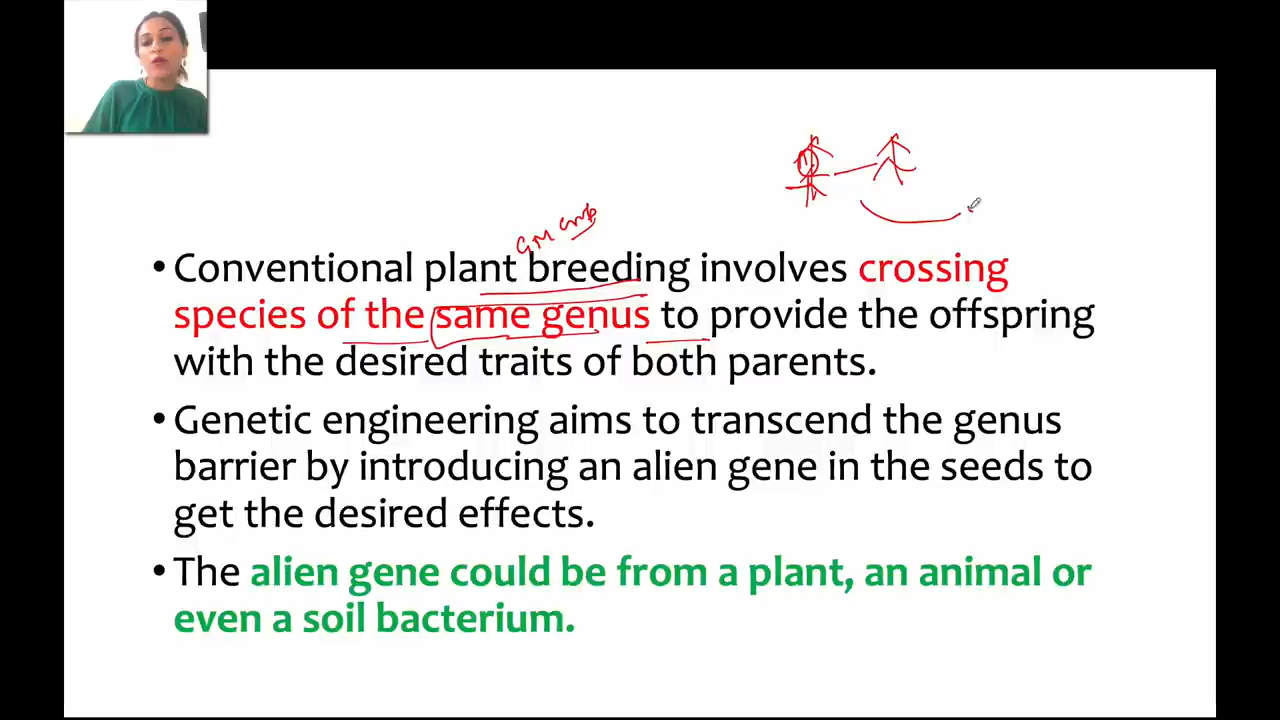 GM crops
• Conventional plant breeding involves crossing
species of the same genus to provide the offspring
with the desired traits of both parents.
• Genetic engineering aims to transcend the genus
barrier by introducing an alien gene in the seeds to
get the desired effects.
• The alien gene could be from a plant, an animal or
even a soil bacterium.